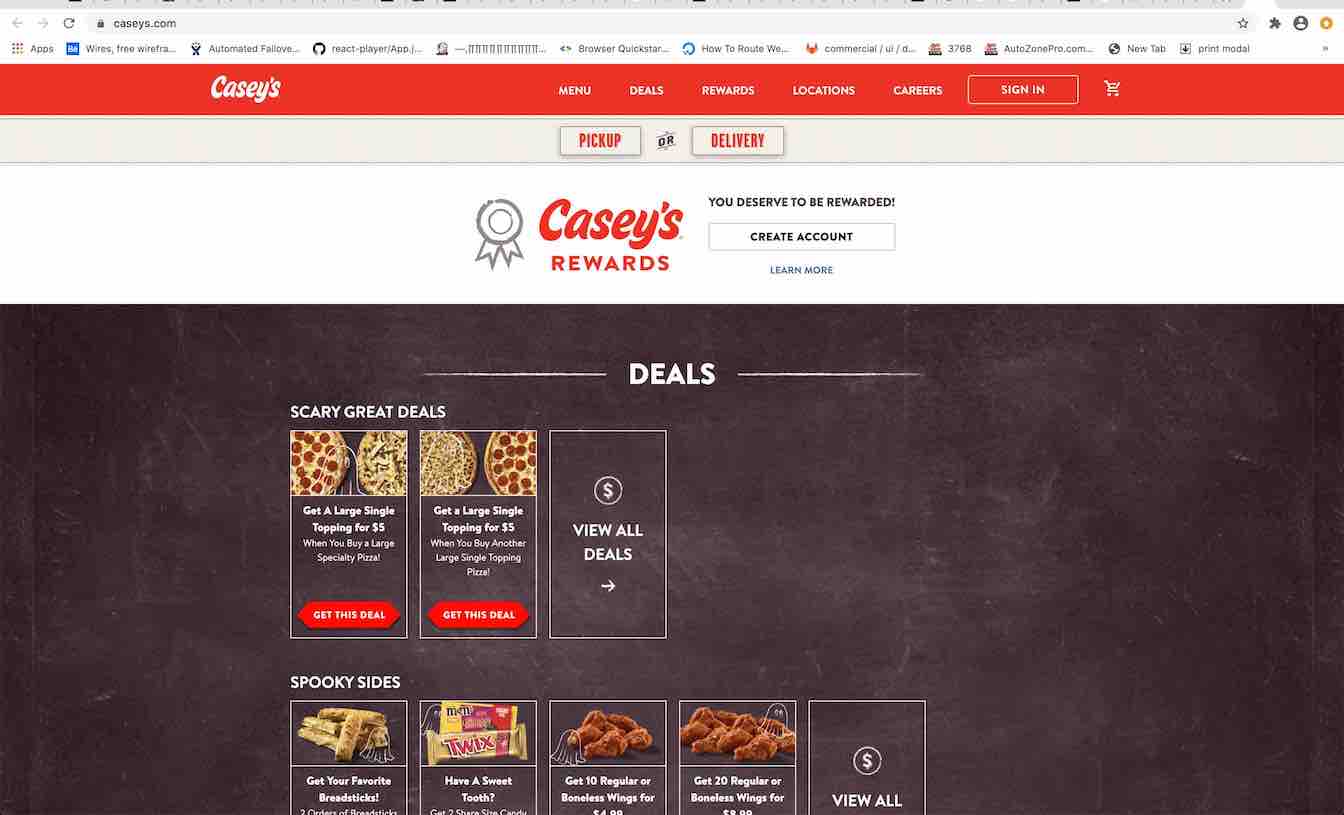 caseys.com
Apps
Wires, free wirefra...
Automated Failove...
react-player/App.j...
Browser Quickstar...
How To Route We...
commercial / ui / d...
3768
AutoZonePro.com...
New Tab
print modal
»
Casey's
MENU
DEALS
REWARDS
LOCATIONS
CAREERS
SIGN IN
PICKUP
OR
DELIVERY
Casey's
REWARDS
YOU DESERVE TO BE REWARDED!
CREATE ACCOUNT
LEARN MORE
DEALS
SCARY GREAT DEALS
Get A Large Single
Topping for $5
When You Buy a Large
Specialty Pizza!
GET THIS DEAL
Get a Large Single
Topping for $5
When You Buy Another
Large Single Topping
Pizza!
GET THIS DEAL
$
VIEW ALL
DEALS
SPOOKY SIDES
Get Your Favorite
Breadsticks!
2 Orders of Breadsticks
m&m's
TWIX
Have A Sweet
Tooth?
Get 2 Share Size Candy
Get 10 Regular or
Boneless Wings for
$4.99
Get 20 Regular or
Boneless Wings for
$8.99
$
VIEW ALL